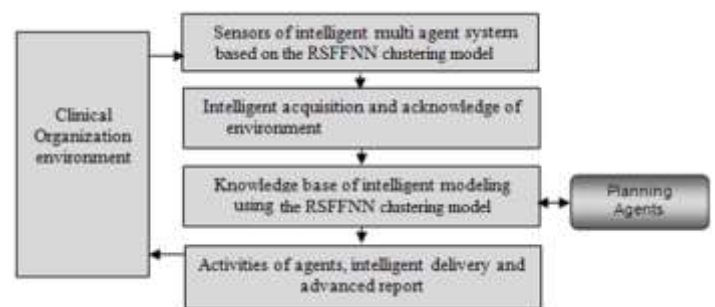 Sensors of intelligent multi agent system
based on the RSFFNN clustering model
Clinical
Organization
environment
Intelligent acquisition and acknowledge of
environment
Knowledge base of intelligent modeling
using the RSFFNN clustering model
Planning
Agents
Activities of agents, intelligent delivery and
advanced report